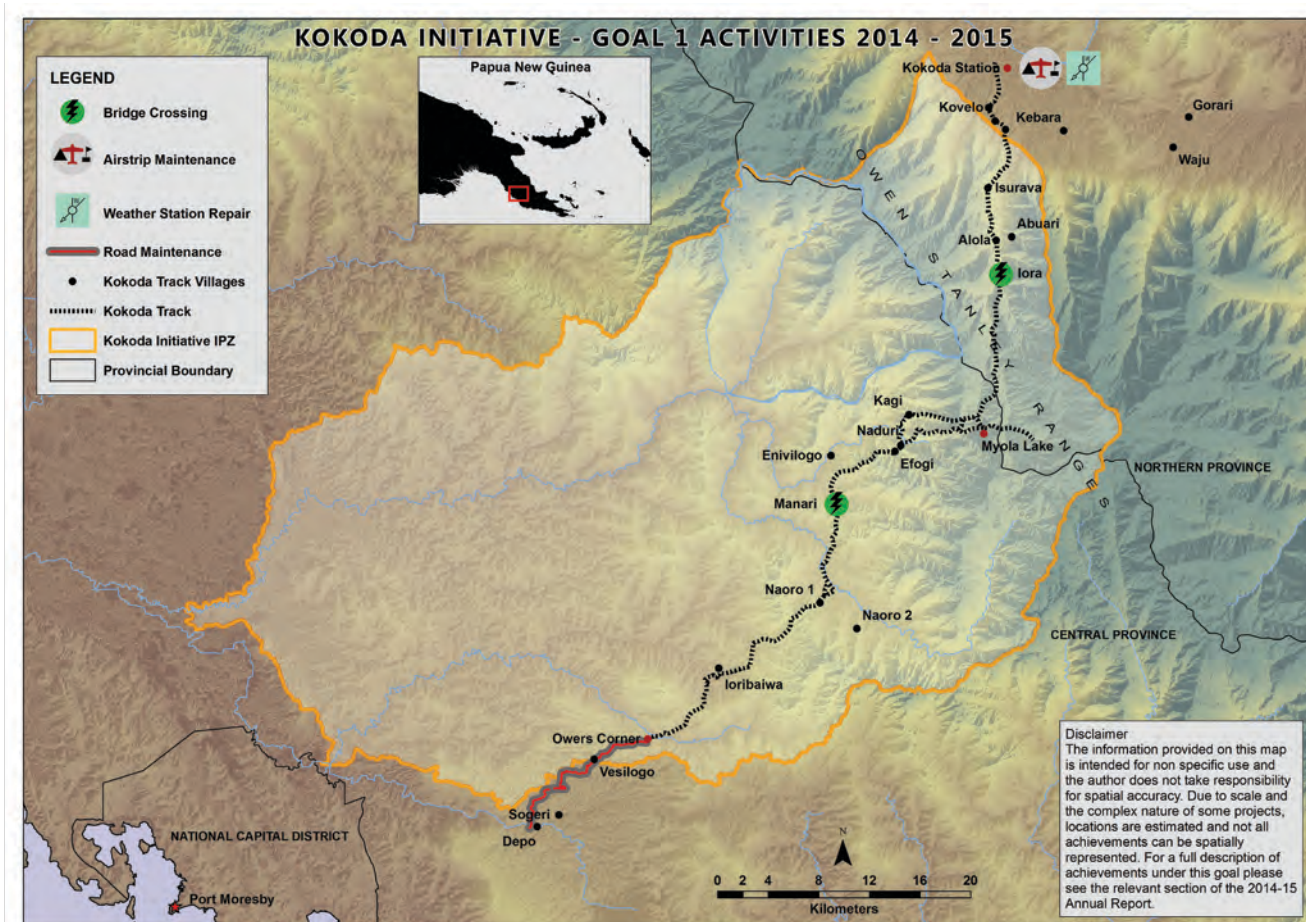 KOKODA INITIATIVE - GOAL 1 ACTIVITIES 2014 - 2015
LEGEND
Bridge Crossing
Airstrip Maintenance
Weather Station Repair
Road Maintenance
Kokoda Track Villages
Kokoda Track
Kokoda Initiative IPZ
Provincial Boundary
Papua New Guinea
Kokoda Station
Kovelo
Kebara
Gorari
Waju
Isurava
Abuari
Alola
Iora
OWEN STANLEY RANGES
Kagi
Naduri
Myola Lake
Enivilogo
Efogi
NORTHERN PROVINCE
Manari
Naoro 1
Naoro 2
CENTRAL PROVINCE
Ioribaiwa
Owers Corner
Vesilogo
Sogeri
Depo
NATIONAL CAPITAL DISTRICT
Port Moresby
N
0 2 4 8 12 16 20
Kilometers
Disclaimer
The information provided on this map
is intended for non specific use and
the author does not take responsibility
for spatial accuracy. Due to scale and
the complex nature of some projects,
locations are estimated and not all
achievements can be spatially
represented. For a full description of
achievements under this goal please
see the relevant section of the 2014-15
Annual Report.